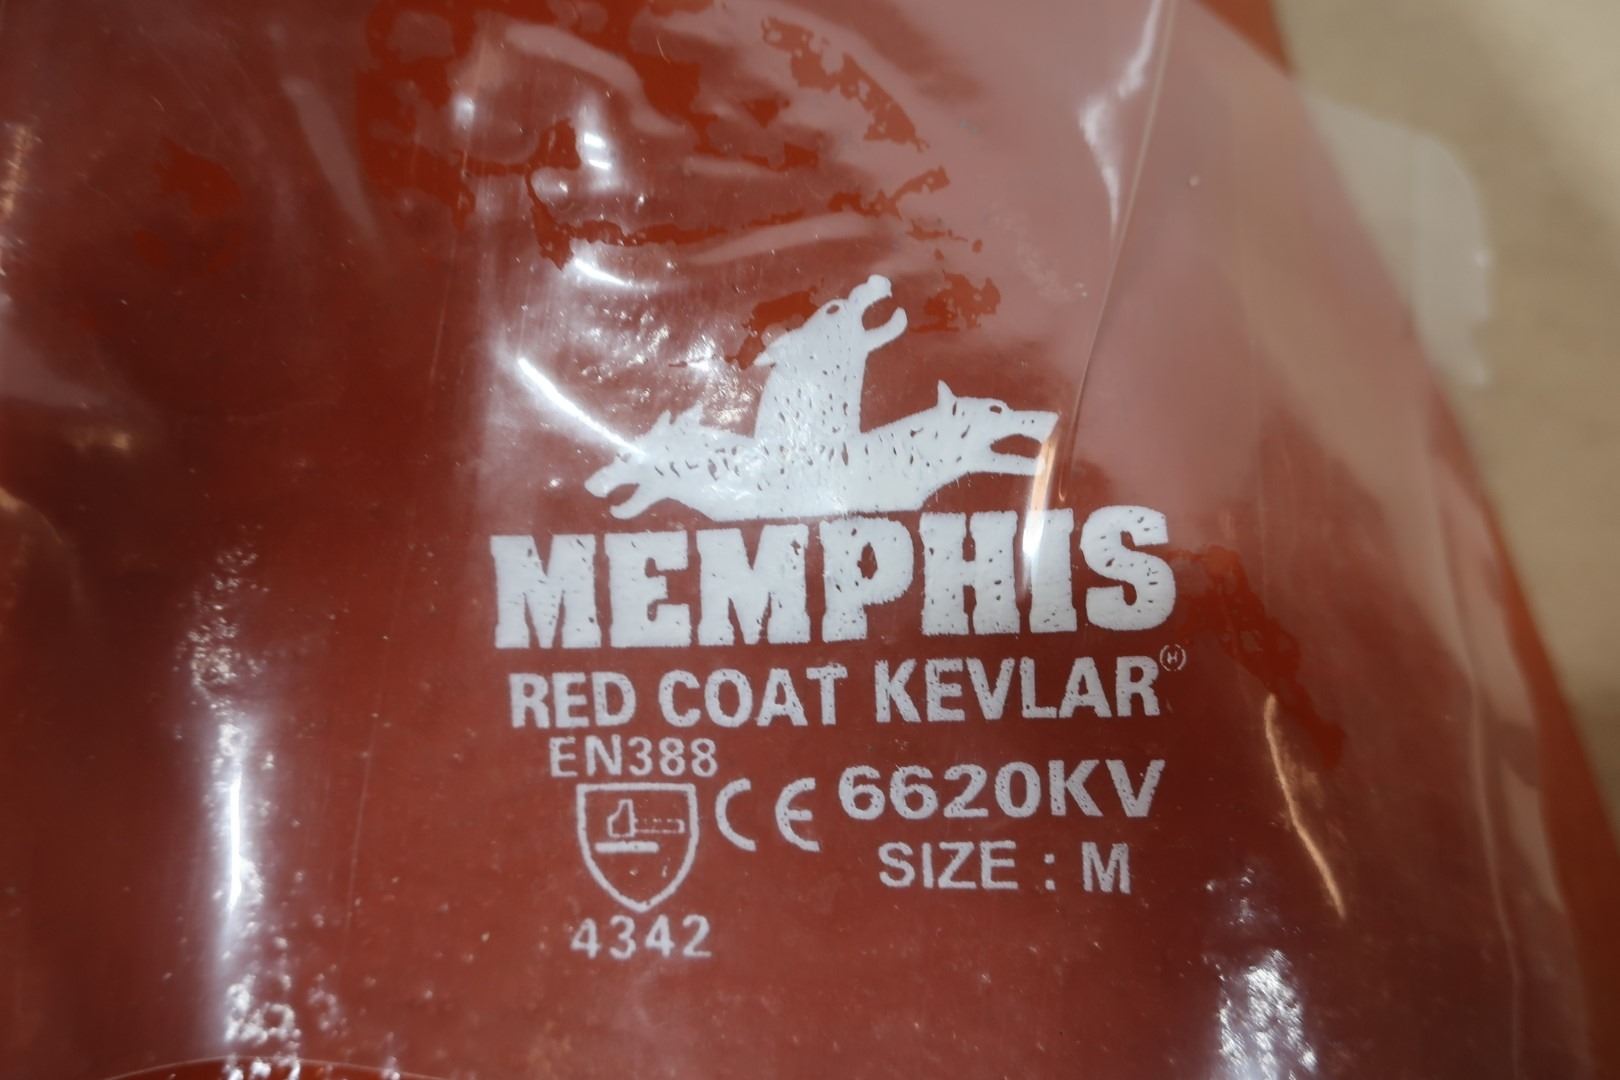 MEMPHIS
RED COAT KEVLAR®
EN388
CE 6620KV
SIZE : M
4342